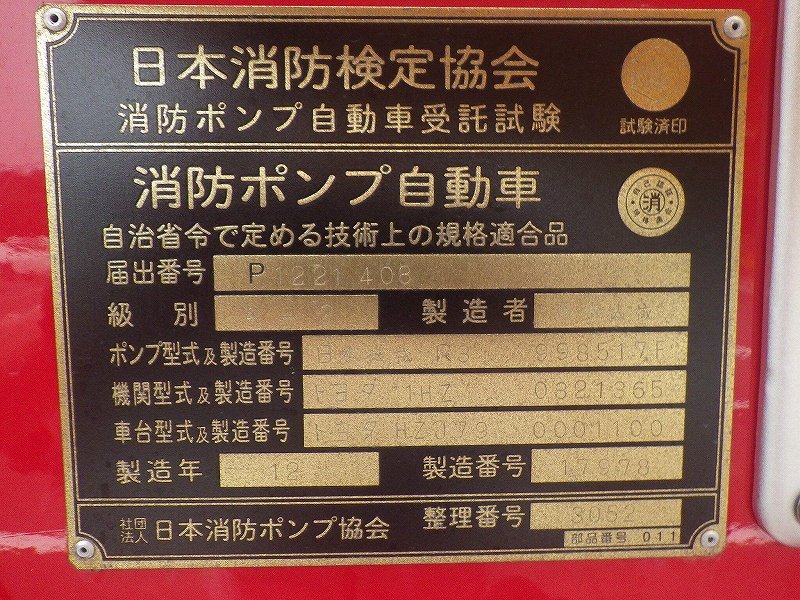 日本消防検定協会
消防ポンプ自動車受託試験
試験済印
消防ポンプ自動車
消
自治省令で定める技術上の規格適合品
届出番号 P1221408
級別
製造者
ポンプ型式及製造番号 998517F
機関型式及製造番号 トヨタ 1HZ 0321365
車台型式及製造番号 HZJ79 0001100
製造年 12 製造番号 17978
社団法人 日本消防ポンプ協会 整理番号 3052
部品番号 011